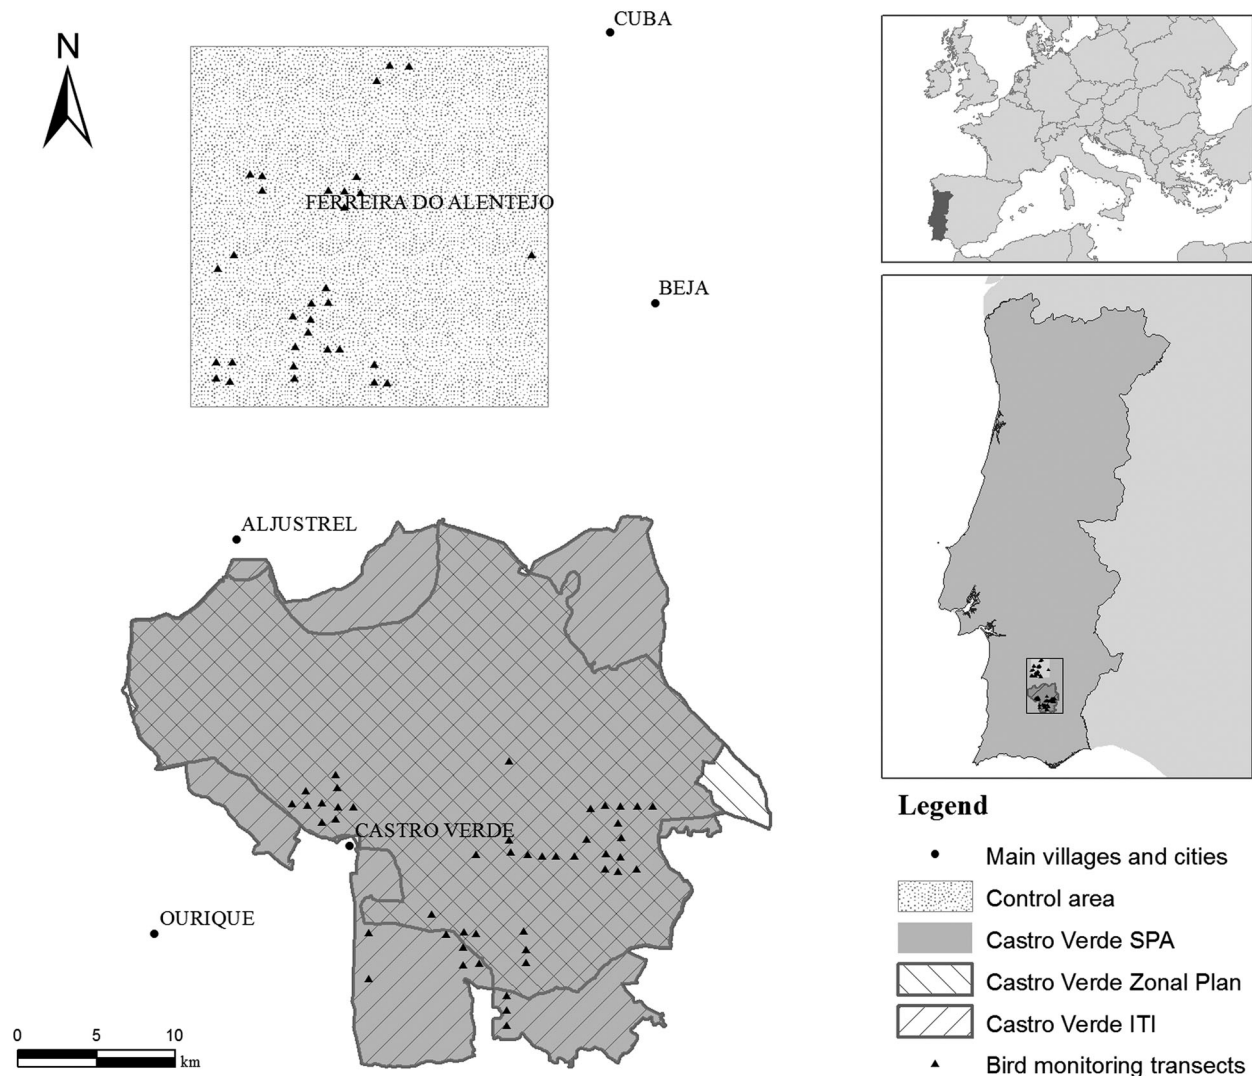 CUBA
N
FERREIRA DO ALENTEJO
BEJA
ALJUSTREL
CASTRO VERDE
OURIQUE
0 5 10
km
Legend
Main villages and cities
Control area
Castro Verde SPA
Castro Verde Zonal Plan
Castro Verde ITI
Bird monitoring transects